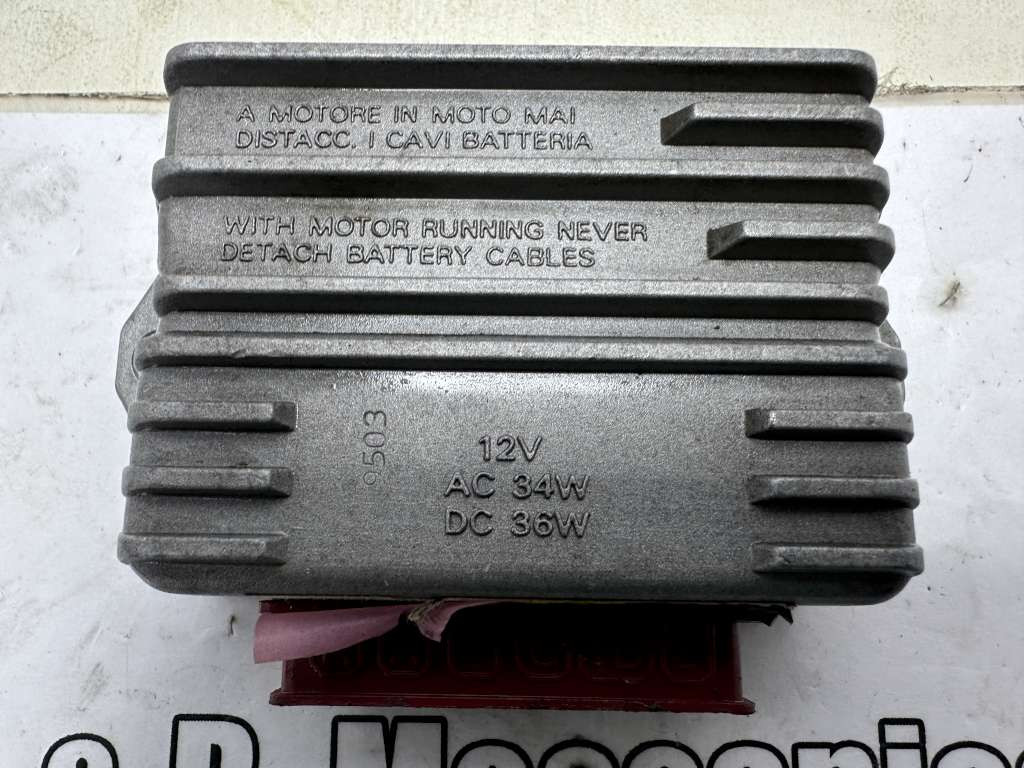 A MOTORE IN MOTO MAI
DISTACC. I CAVI BATTERIA
WITH MOTOR RUNNING NEVER
DETACH BATTERY CABLES
9503
12V
AC 34W
DC 36W